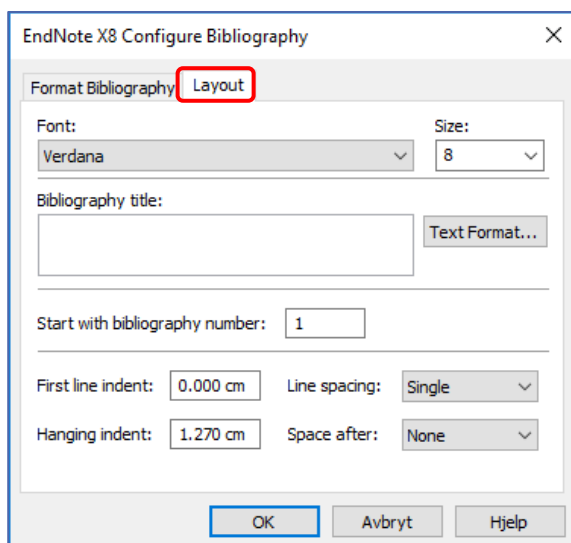 EndNote X8 Configure Bibliography
Format Bibliography Layout
Font: Size:
Verdana 8
Bibliography title:
Text Format...
Start with bibliography number: 1
First line indent: 0.000 cm Line spacing: Single
Hanging indent: 1.270 cm Space after: None
OK Avbryt Hjelp